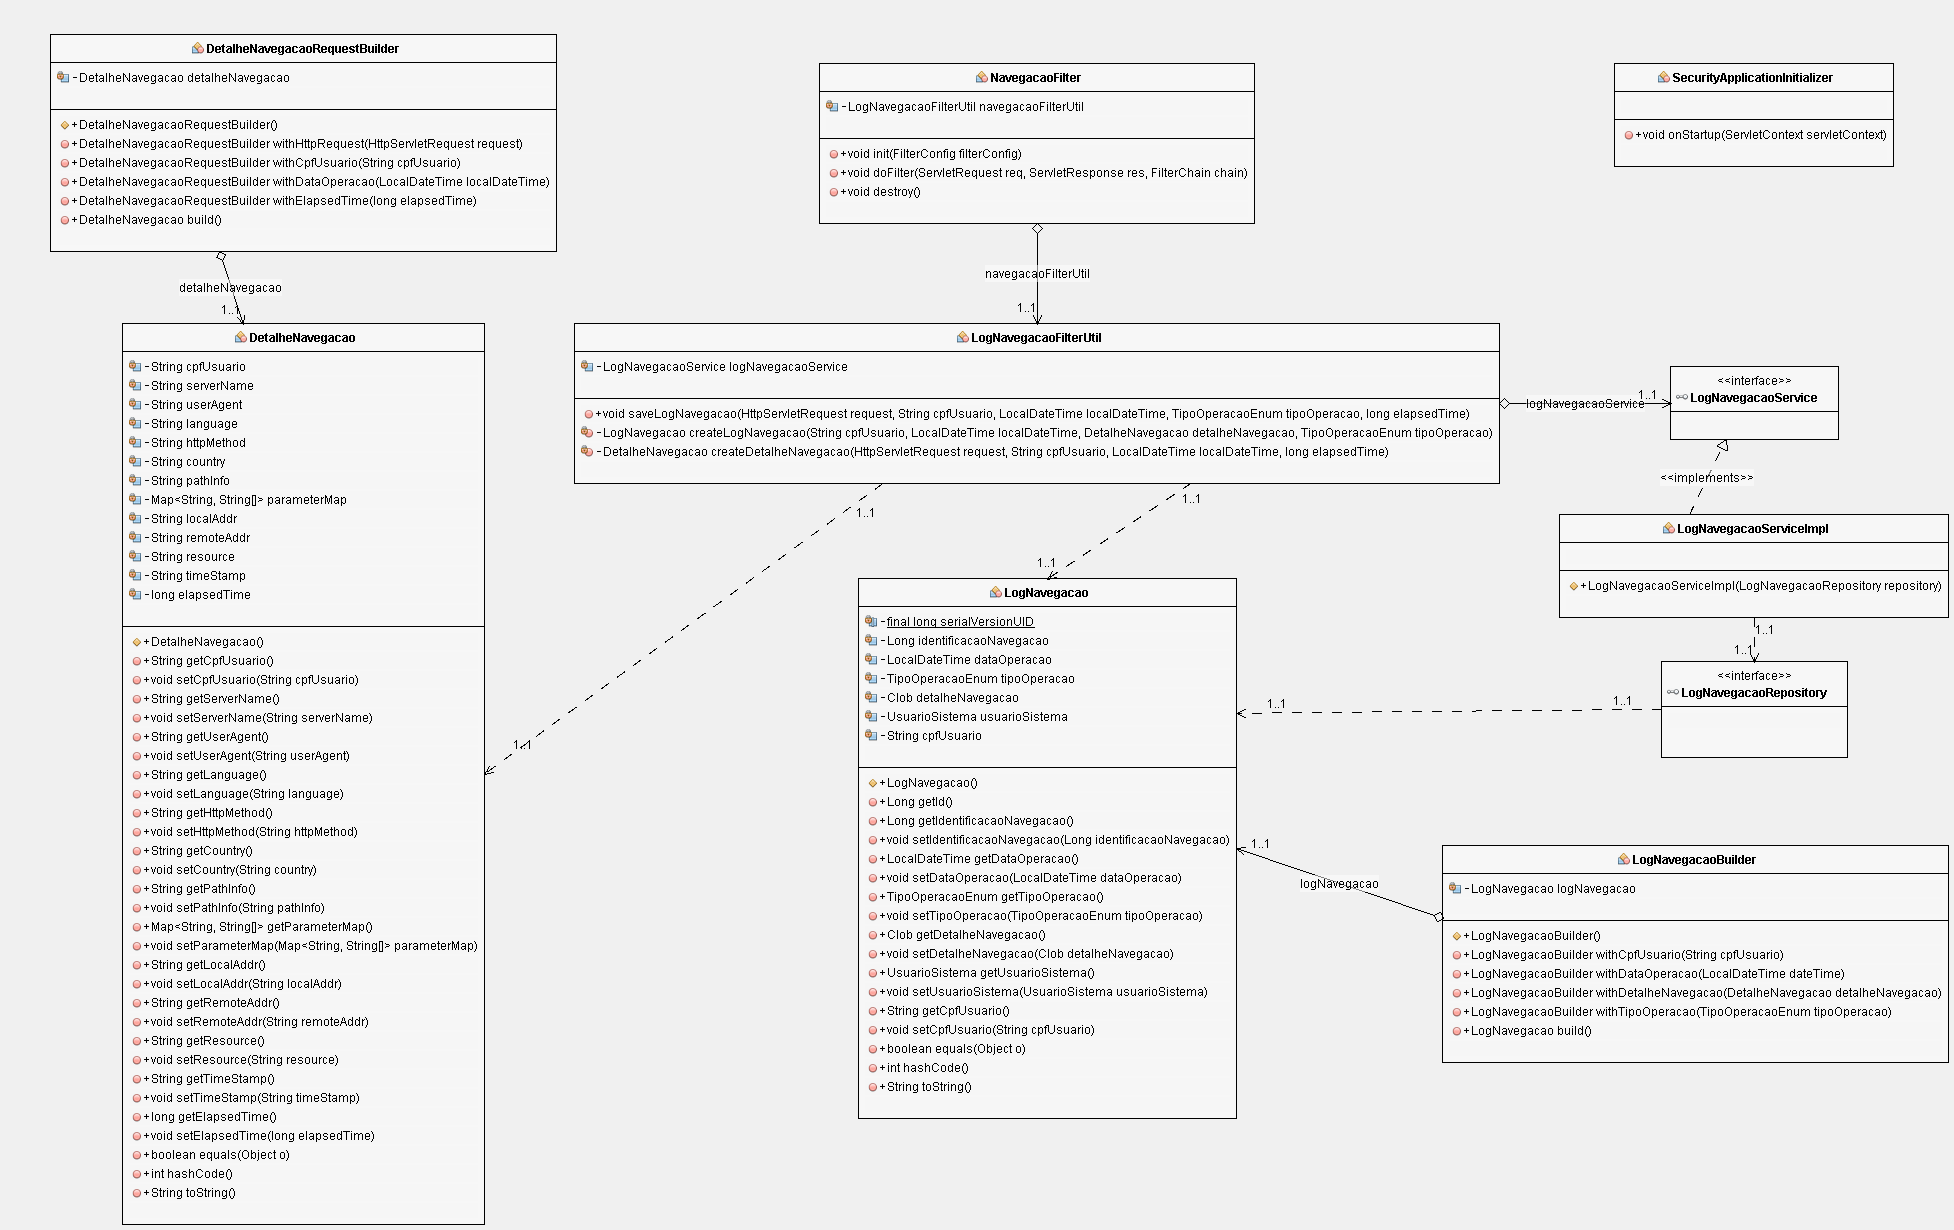 DetalheNavegacaoRequestBuilder
-DetalheNavegacao detalheNavegacao
+DetalheNavegacaoRequestBuilder()
+DetalheNavegacaoRequestBuilder withHttpRequest(HttpServletRequest request)
+DetalheNavegacaoRequestBuilder withCpfUsuario(String cpfUsuario)
+DetalheNavegacaoRequestBuilder withDataOperacao(LocalDateTime localDateTime)
+DetalheNavegacaoRequestBuilder withElapsedTime(long elapsedTime)
+DetalheNavegacao build()
NavegacaoFilter
-LogNavegacaoFilterUtil navegacaoFilterUtil
+void init(FilterConfig filterConfig)
+void doFilter(ServletRequest req, ServletResponse res, FilterChain chain)
+void destroy()
SecurityApplicationInitializer
+void onStartup(ServletContext servletContext)
detalheNavegacao
1..1
navegacaoFilterUtil
1..1
DetalheNavegacao
-String cpfUsuario
-String serverName
-String userAgent
-String language
-String httpMethod
-String country
-String pathInfo
-Map<String, String[]> parameterMap
-String localAddr
-String remoteAddr
-String resource
-String timeStamp
-long elapsedTime
+DetalheNavegacao()
+String getCpfUsuario()
+void setCpfUsuario(String cpfUsuario)
+String getServerName()
+void setServerName(String serverName)
+String getUserAgent()
+void setUserAgent(String userAgent)
+String getLanguage()
+void setLanguage(String language)
+String getHttpMethod()
+void setHttpMethod(String httpMethod)
+String getCountry()
+void setCountry(String country)
+String getPathInfo()
+void setPathInfo(String pathInfo)
+Map<String, String[]> getParameterMap()
+void setParameterMap(Map<String, String[]> parameterMap)
+String getLocalAddr()
+void setLocalAddr(String localAddr)
+String getRemoteAddr()
+void setRemoteAddr(String remoteAddr)
+String getResource()
+void setResource(String resource)
+String getTimeStamp()
+void setTimeStamp(String timeStamp)
+long getElapsedTime()
+void setElapsedTime(long elapsedTime)
+boolean equals(Object o)
+int hashCode()
+String toString()
LogNavegacaoFilterUtil
-LogNavegacaoService logNavegacaoService
+void saveLogNavegacao(HttpServletRequest request, String cpfUsuario, LocalDateTime localDateTime, TipoOperacaoEnum tipoOperacao, long elapsedTime)
-LogNavegacao createLogNavegacao(String cpfUsuario, LocalDateTime localDateTime, DetalheNavegacao detalheNavegacao, TipoOperacaoEnum tipoOperacao)
-DetalheNavegacao createDetalheNavegacao(HttpServletRequest request, String cpfUsuario, LocalDateTime localDateTime, long elapsedTime)
logNavegacaoService
1..1
<<interface>>
LogNavegacaoService
<<implements>>
LogNavegacaoServiceImpl
+LogNavegacaoServiceImpl(LogNavegacaoRepository repository)
1..1
1..1
<<interface>>
LogNavegacaoRepository
1..1
1..1
1..1
1..1
1..1
1..1
LogNavegacao
-final long serialVersionUID
-Long identificacaoNavegacao
-LocalDateTime dataOperacao
-TipoOperacaoEnum tipoOperacao
-Clob detalheNavegacao
-UsuarioSistema usuarioSistema
-String cpfUsuario
+LogNavegacao()
+Long getId()
+Long getIdentificacaoNavegacao()
+void setIdentificacaoNavegacao(Long identificacaoNavegacao)
+LocalDateTime getDataOperacao()
+void setDataOperacao(LocalDateTime dataOperacao)
+TipoOperacaoEnum getTipoOperacao()
+void setTipoOperacao(TipoOperacaoEnum tipoOperacao)
+Clob getDetalheNavegacao()
+void setDetalheNavegacao(Clob detalheNavegacao)
+UsuarioSistema getUsuarioSistema()
+void setUsuarioSistema(UsuarioSistema usuarioSistema)
+String getCpfUsuario()
+void setCpfUsuario(String cpfUsuario)
+boolean equals(Object o)
+int hashCode()
+String toString()
1..1
logNavegacao
LogNavegacaoBuilder
-LogNavegacao logNavegacao
+LogNavegacaoBuilder()
+LogNavegacaoBuilder withCpfUsuario(String cpfUsuario)
+LogNavegacaoBuilder withDataOperacao(LocalDateTime dateTime)
+LogNavegacaoBuilder withDetalheNavegacao(DetalheNavegacao detalheNavegacao)
+LogNavegacaoBuilder withTipoOperacao(TipoOperacaoEnum tipoOperacao)
+LogNavegacao build()